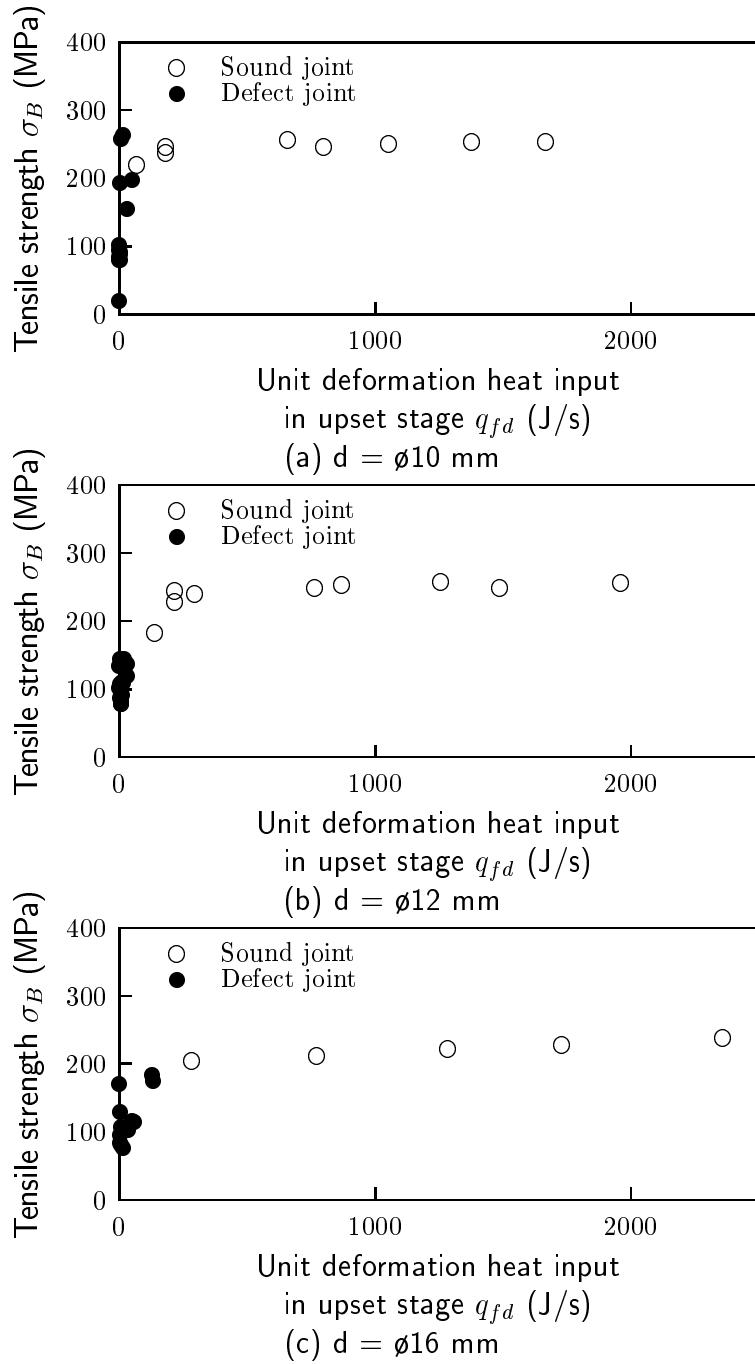 Tensile strength σB (MPa)
400
300
200
100
0
Sound joint
Defect joint
0 1000 2000
Unit deformation heat input
in upset stage qfd (J/s)
(a) d = ø10 mm
Tensile strength σB (MPa)
400
300
200
100
0
Sound joint
Defect joint
0 1000 2000
Unit deformation heat input
in upset stage qfd (J/s)
(b) d = ø12 mm
Tensile strength σB (MPa)
400
300
200
100
0
Sound joint
Defect joint
0 1000 2000
Unit deformation heat input
in upset stage qfd (J/s)
(c) d = ø16 mm